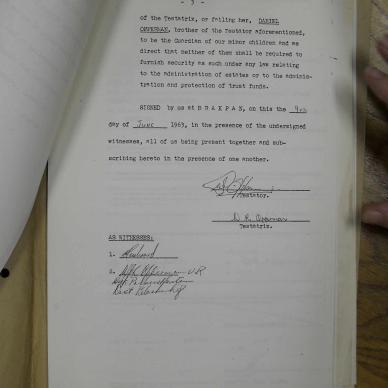 - 3 -
of the Testatrix, or failing her, DANIEL
OPPERMAN, brother of the Testator aforementioned,
to be the Guardian of our minor children and we
direct that neither of them shall be required to
furnish security as such under any law relating
to the administration of estates or to the adminis-
tration and protection of trust funds.
SIGNED by us at B R A K P A N, on this the 9th
day of June 1963, in the presence of the undersigned
witnesses, all of us being present together and sub-
scribing hereto in the presence of one another.
Testator.
Testatrix.
AS WITNESSES:
1.
2.